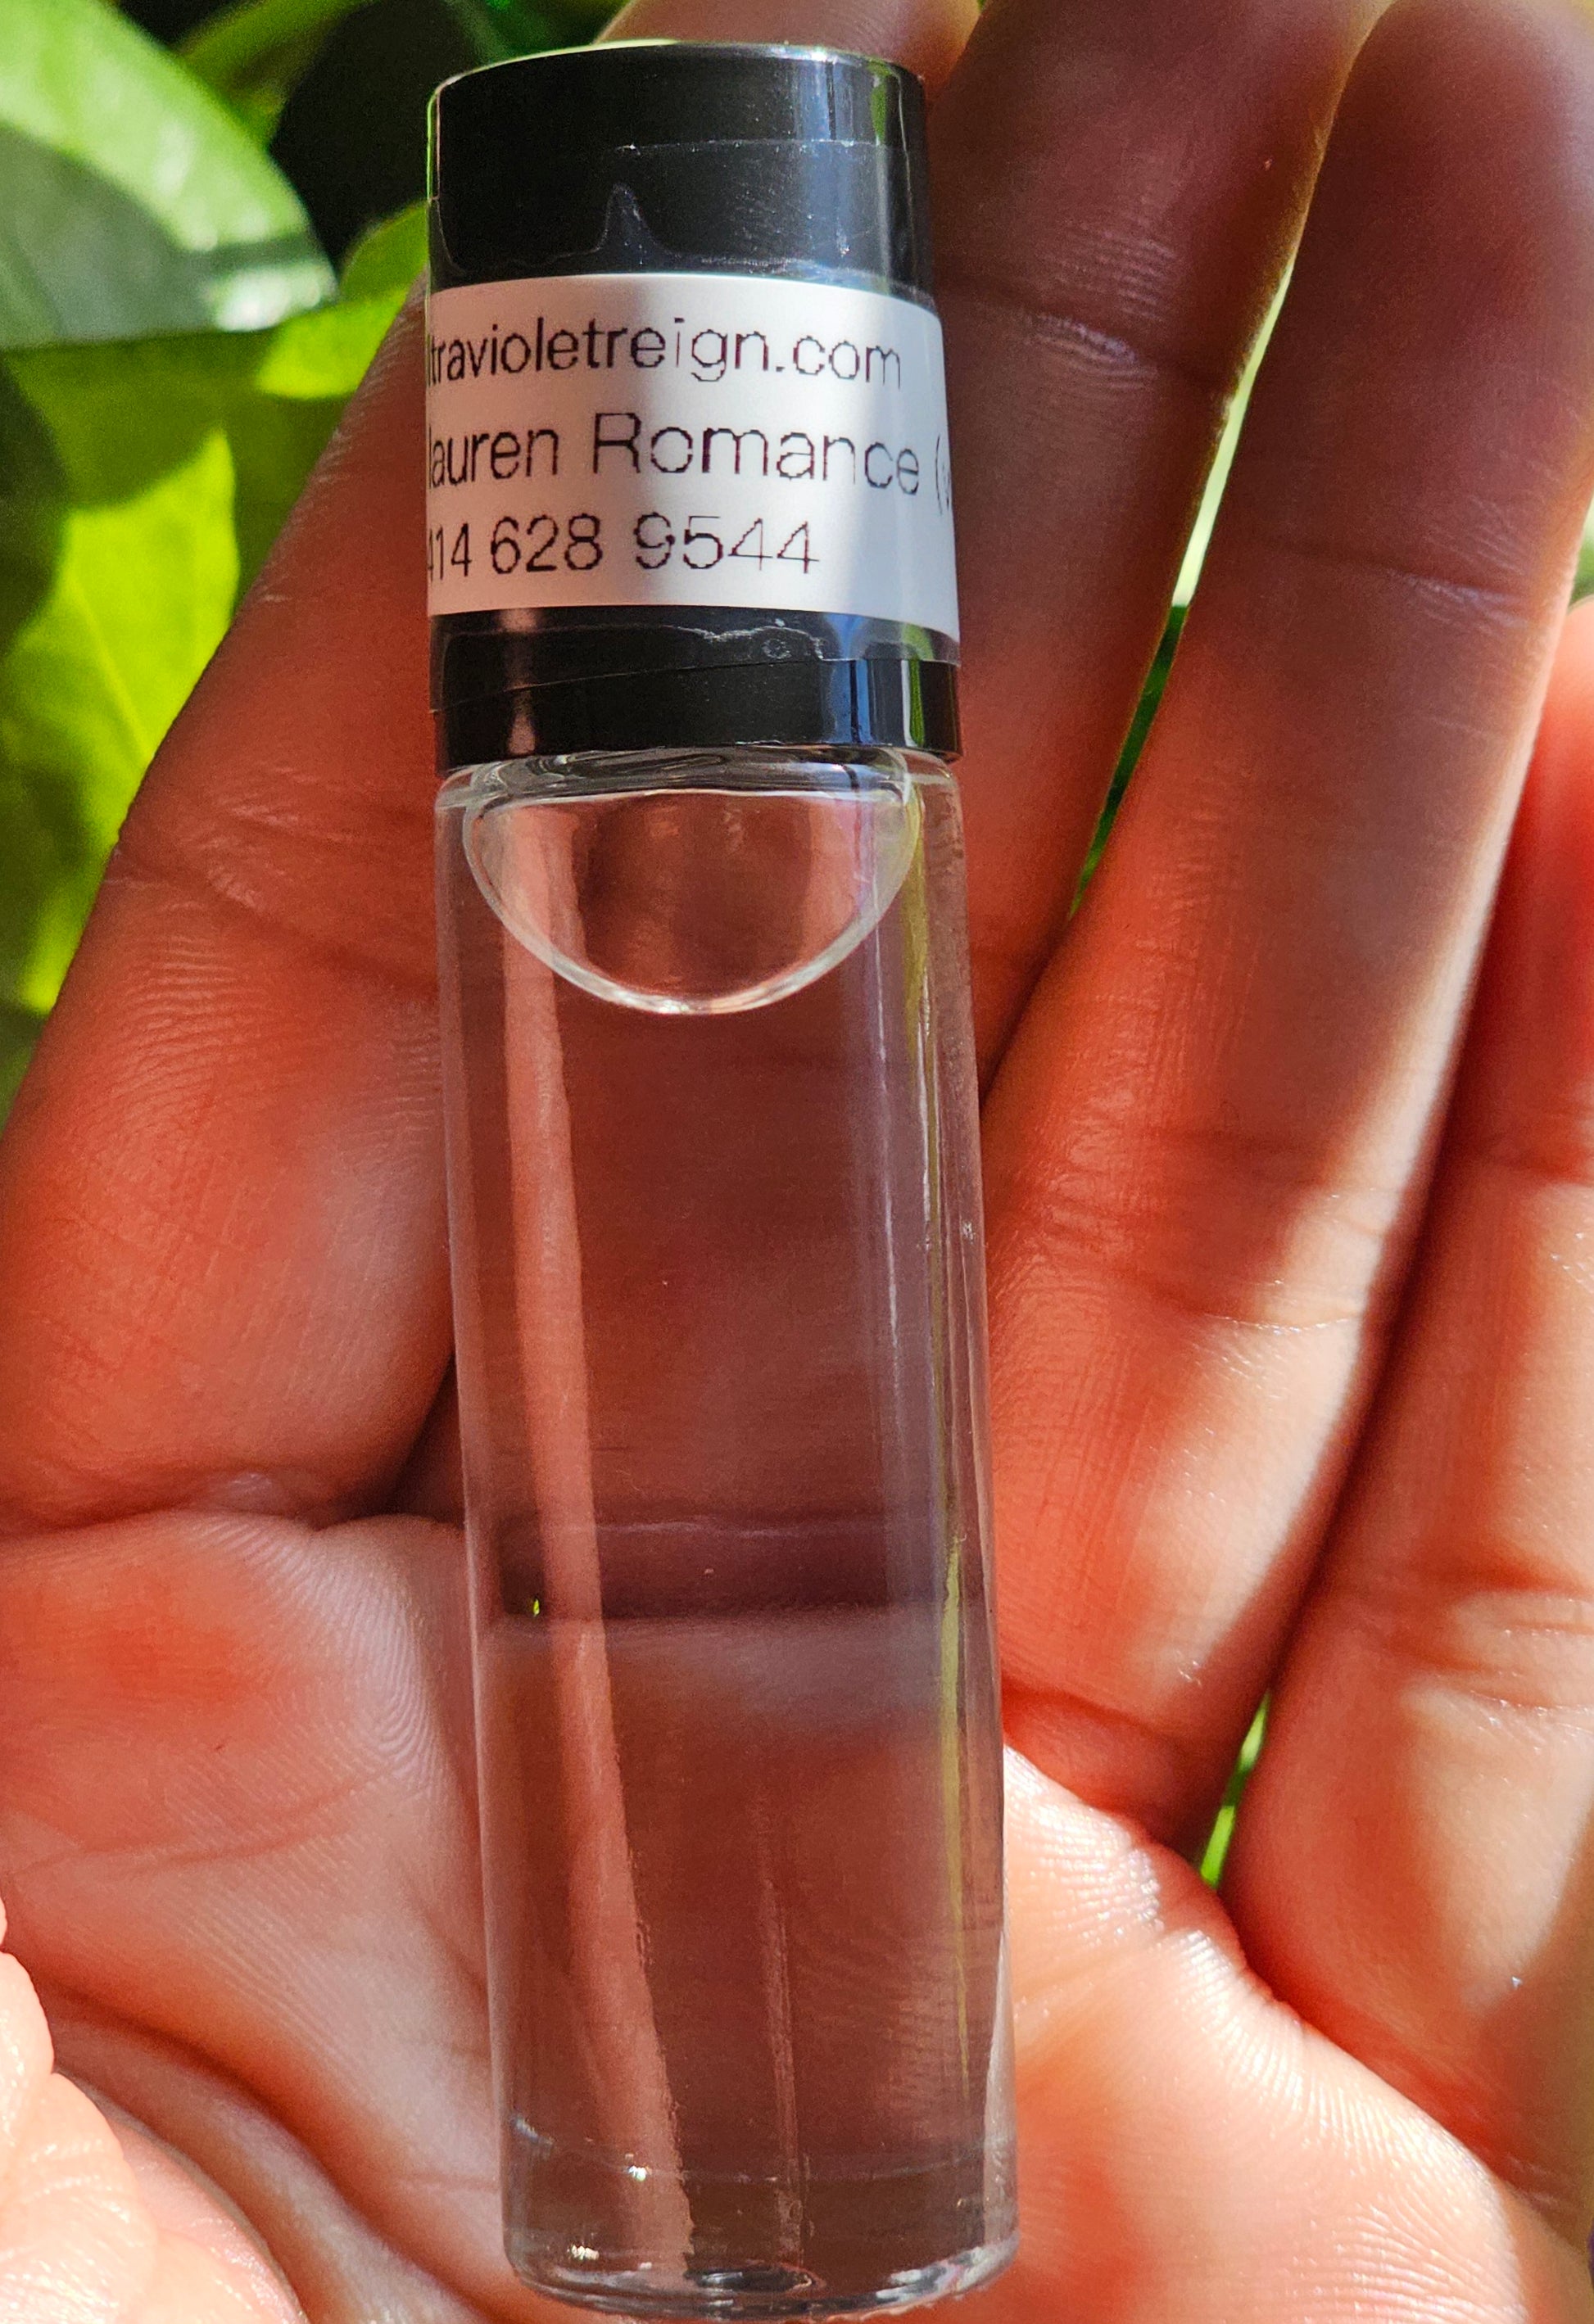 ltravioletreign.com
lauren Romance (
414 628 9544